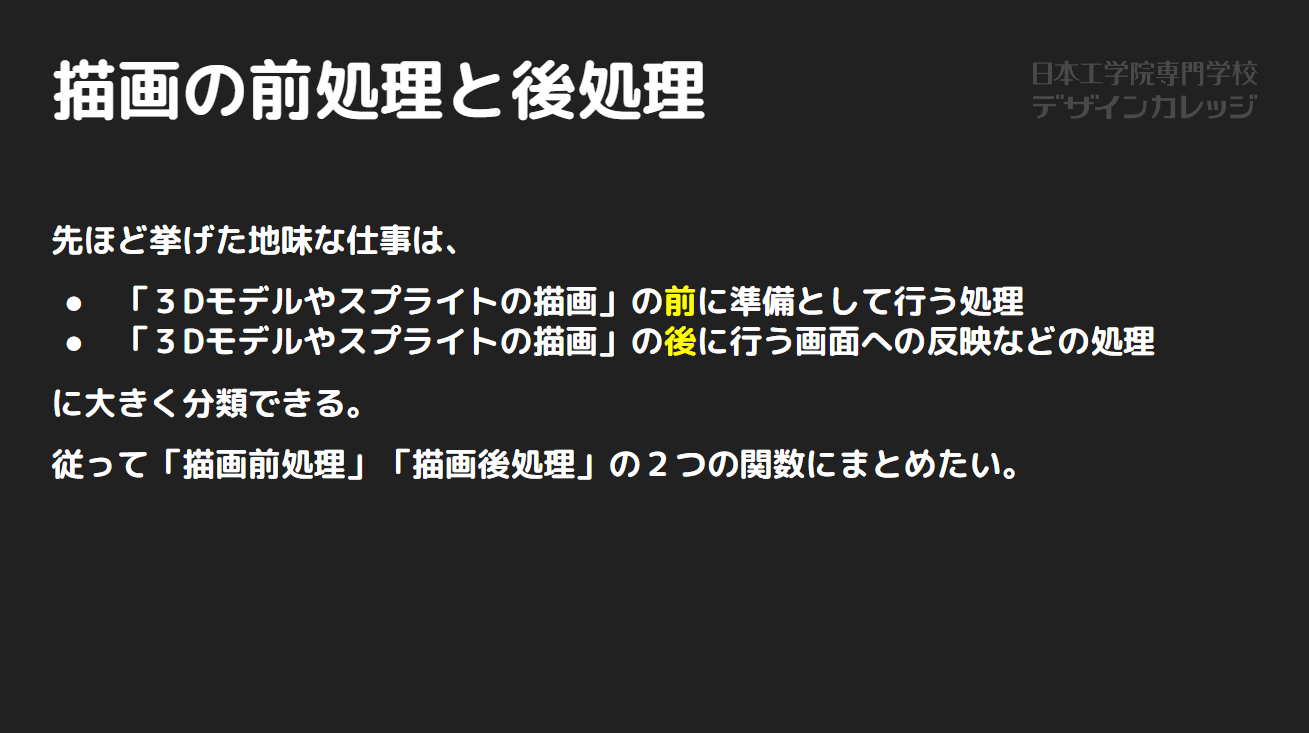 描画の前処理と後処理
日本工学院専門学校
デザインカレッジ
先ほど挙げた地味な仕事は、
● 「３Dモデルやスプライトの描画」の前に準備として行う処理
● 「３Dモデルやスプライトの描画」の後に行う画面への反映などの処理
に大きく分類できる。
従って「描画前処理」「描画後処理」の２つの関数にまとめたい。